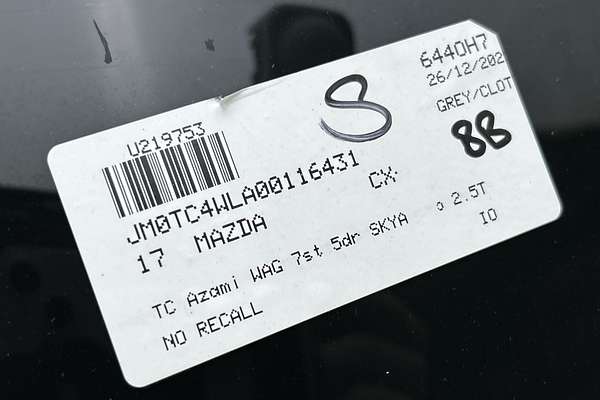 U219753
6440H7
26/12/202
GREY/CLOT
8
8B
JM0TC4WLA00116431
17 MAZDA CX-
TC Azami WAG 7st 5dr SKYA 2.5T
NO RECALL IO